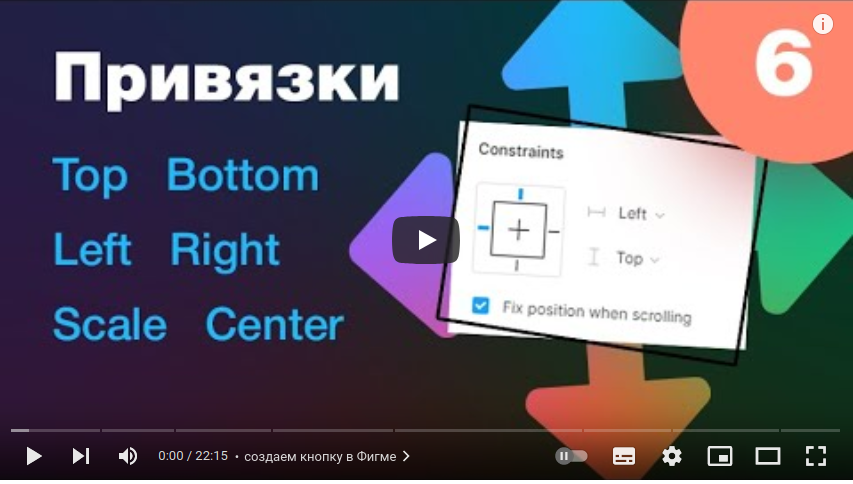 Привязки
6
Top Bottom
Left Right
Scale Center
Constraints
Left
Top
Fix position when scrolling
0:00 / 22:15 • создаем кнопку в Фигме